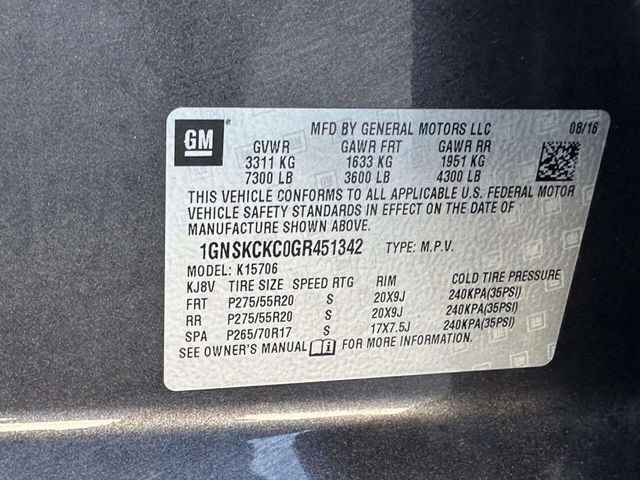 GM
MFD BY GENERAL MOTORS LLC 08/16
GVWR GAWR FRT GAWR RR
3311 KG 1633 KG 1951 KG
7300 LB 3600 LB 4300 LB
THIS VEHICLE CONFORMS TO ALL APPLICABLE U.S. FEDERAL MOTOR
VEHICLE SAFETY STANDARDS IN EFFECT ON THE DATE OF
MANUFACTURE SHOWN ABOVE.
1GNSKCKC0GR451342 TYPE: M.P.V.
MODEL: K15706
KJ8V TIRE SIZE SPEED RTG RIM COLD TIRE PRESSURE
FRT P275/55R20 S 20X9J 240KPA(35PSI)
RR P275/55R20 S 20X9J 240KPA(35PSI)
SPA P265/70R17 S 17X7.5J 240KPA(35PSI)
SEE OWNER'S MANUAL FOR MORE INFORMATION.